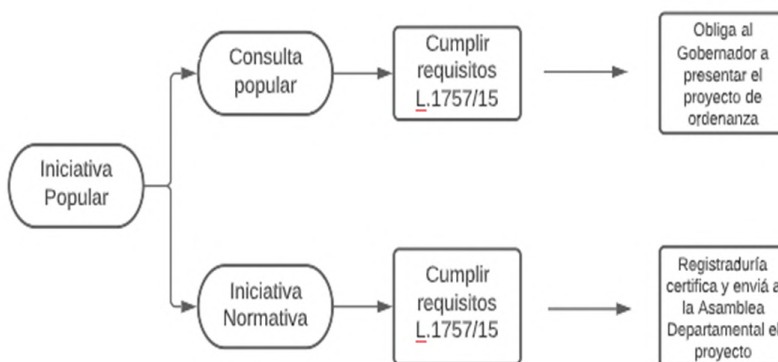 Iniciativa
Popular
Consulta
popular
Cumplir
requisitos
L.1757/15
Obliga al
Gobernador a
presentar el
proyecto de
ordenanza
Iniciativa
Normativa
Cumplir
requisitos
L.1757/15
Registraduría
certifica y enviá a
la Asamblea
Departamental el
proyecto